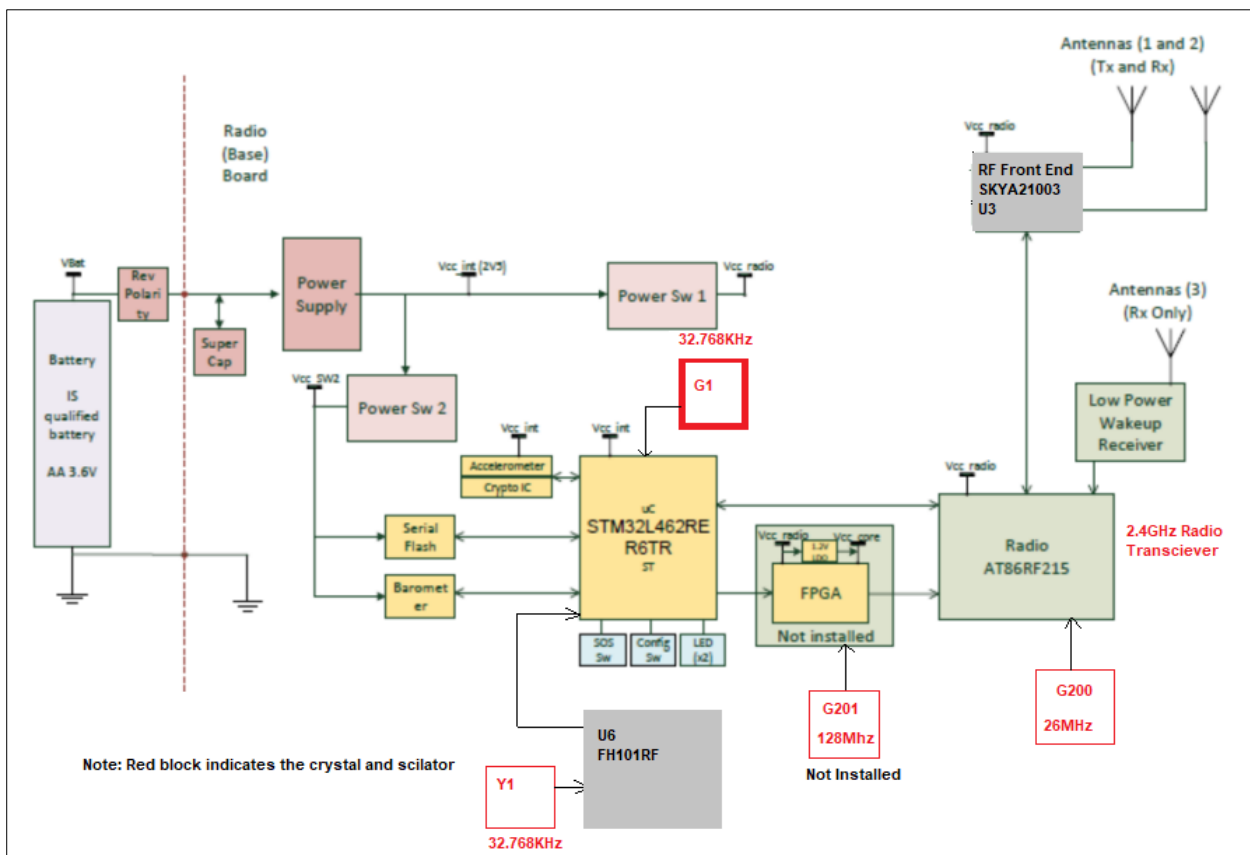 Antennas (1 and 2)
(Tx and Rx)
Radio
(Base)
Board
Vcc_radio
RF Front End
SKYA21003
U3
VBat
Rev
Polari
ty
Power
Supply
Vcc_int (2V5)
Power Sw 1
Vcc_radio
Antennas (3)
(Rx Only)
Super
Cap
32.768KHz
Battery
IS
qualified
battery
AA 3.6V
Vcc_SW2
Power Sw 2
G1
Low Power
Wakeup
Receiver
Vcc_int
Vcc_int
Accelerometer
Crypto IC
Vcc_radio
uC
STM32L462RE
R6TR
ST
Serial
Flash
Vcc_radio
1.2V
LDO
Vcc_core
FPGA
Not installed
Radio
AT86RF215
2.4GHz Radio
Transciever
Baromet
er
SOS
Sw
Config
Sw
LED
(x2)
G201
128Mhz
Not Installed
G200
26MHz
U6
FH101RF
Note: Red block indicates the crystal and scilator
Y1
32.768KHz